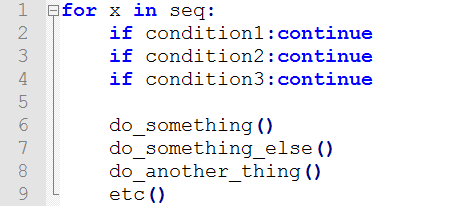 1 for x in seq:
2     if condition1:continue
3     if condition2:continue
4     if condition3:continue
5
6     do_something()
7     do_something_else()
8     do_another_thing()
9     etc()